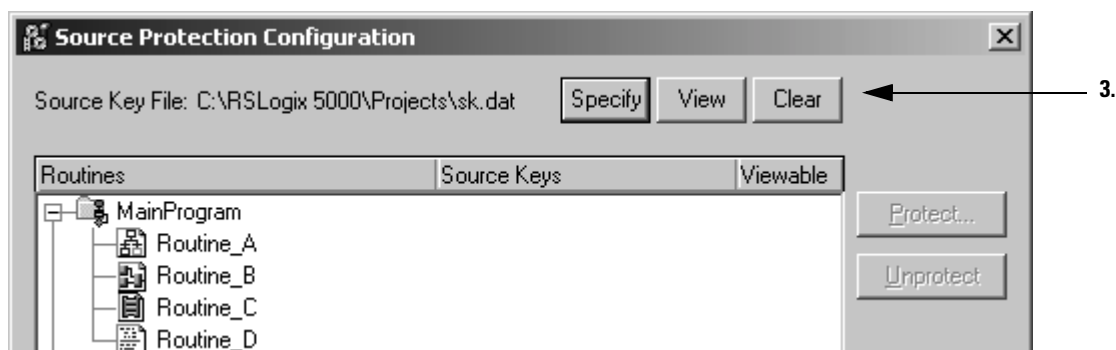 Source Protection Configuration
Source Key File: C:\RSLogix 5000\Projects\sk.dat Specify View Clear 3.
Routines Source Keys Viewable
MainProgram Protect...
Routine_A
Routine_B Unprotect
Routine_C
Routine_D